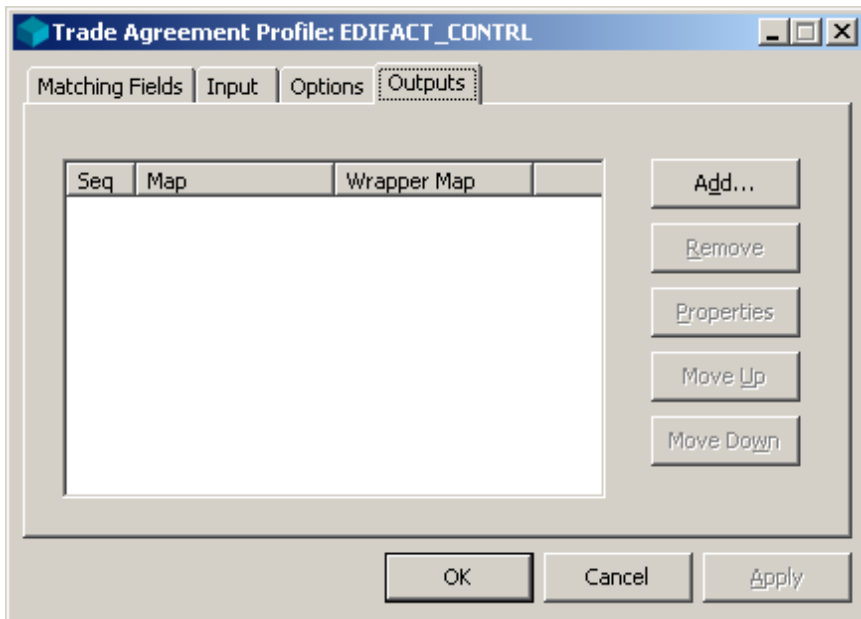 Trade Agreement Profile: EDIFACT_CONTRL
Matching Fields Input Options Outputs
Seq Map Wrapper Map
Add...
Remove
Properties
Move Up
Move Down
OK Cancel Apply